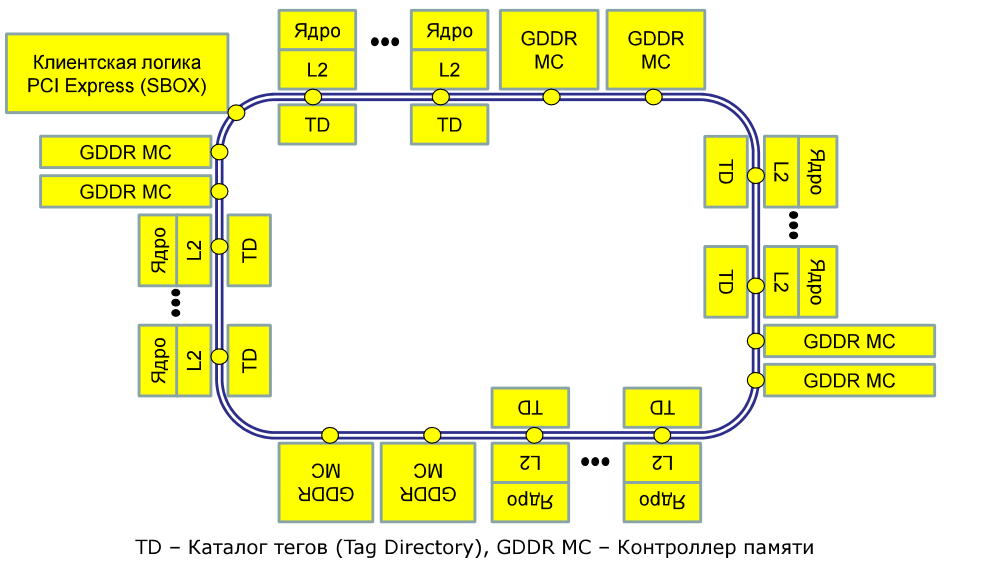 Ядро
Ядро
GDDR
MC
GDDR
MC
Клиентская логика
PCI Express (SBOX)
L2
L2
TD
TD
GDDR MC
GDDR MC
TD
L2
Ядро
Ядро
L2
TD
TD
L2
Ядро
Ядро
L2
TD
GDDR MC
GDDR MC
TD
TD
GDDR
MC
GDDR
MC
L2
L2
Ядро
Ядро
TD – Каталог тегов (Tag Directory), GDDR MC – Контроллер памяти